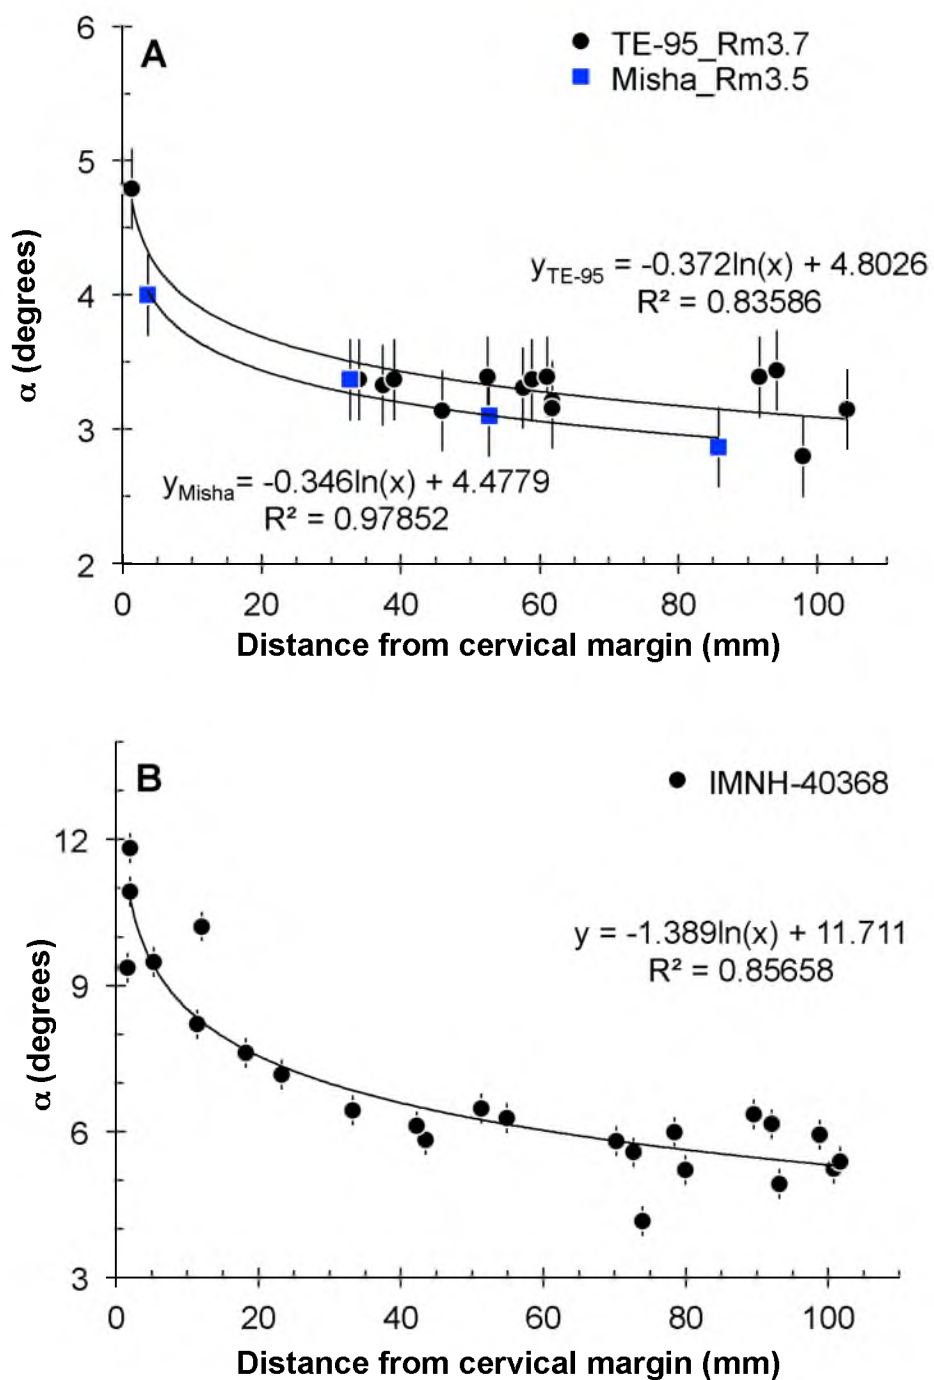 A
TE-95_Rm3.7
Misha_Rm3.5
α (degrees)
6
5
4
3
2
yTE-95 = -0.372ln(x) + 4.8026
R² = 0.83586
yMisha= -0.346ln(x) + 4.4779
R² = 0.97852
0 20 40 60 80 100
Distance from cervical margin (mm)
B
IMNH-40368
α (degrees)
12
9
6
3
y = -1.389ln(x) + 11.711
R² = 0.85658
0 20 40 60 80 100
Distance from cervical margin (mm)